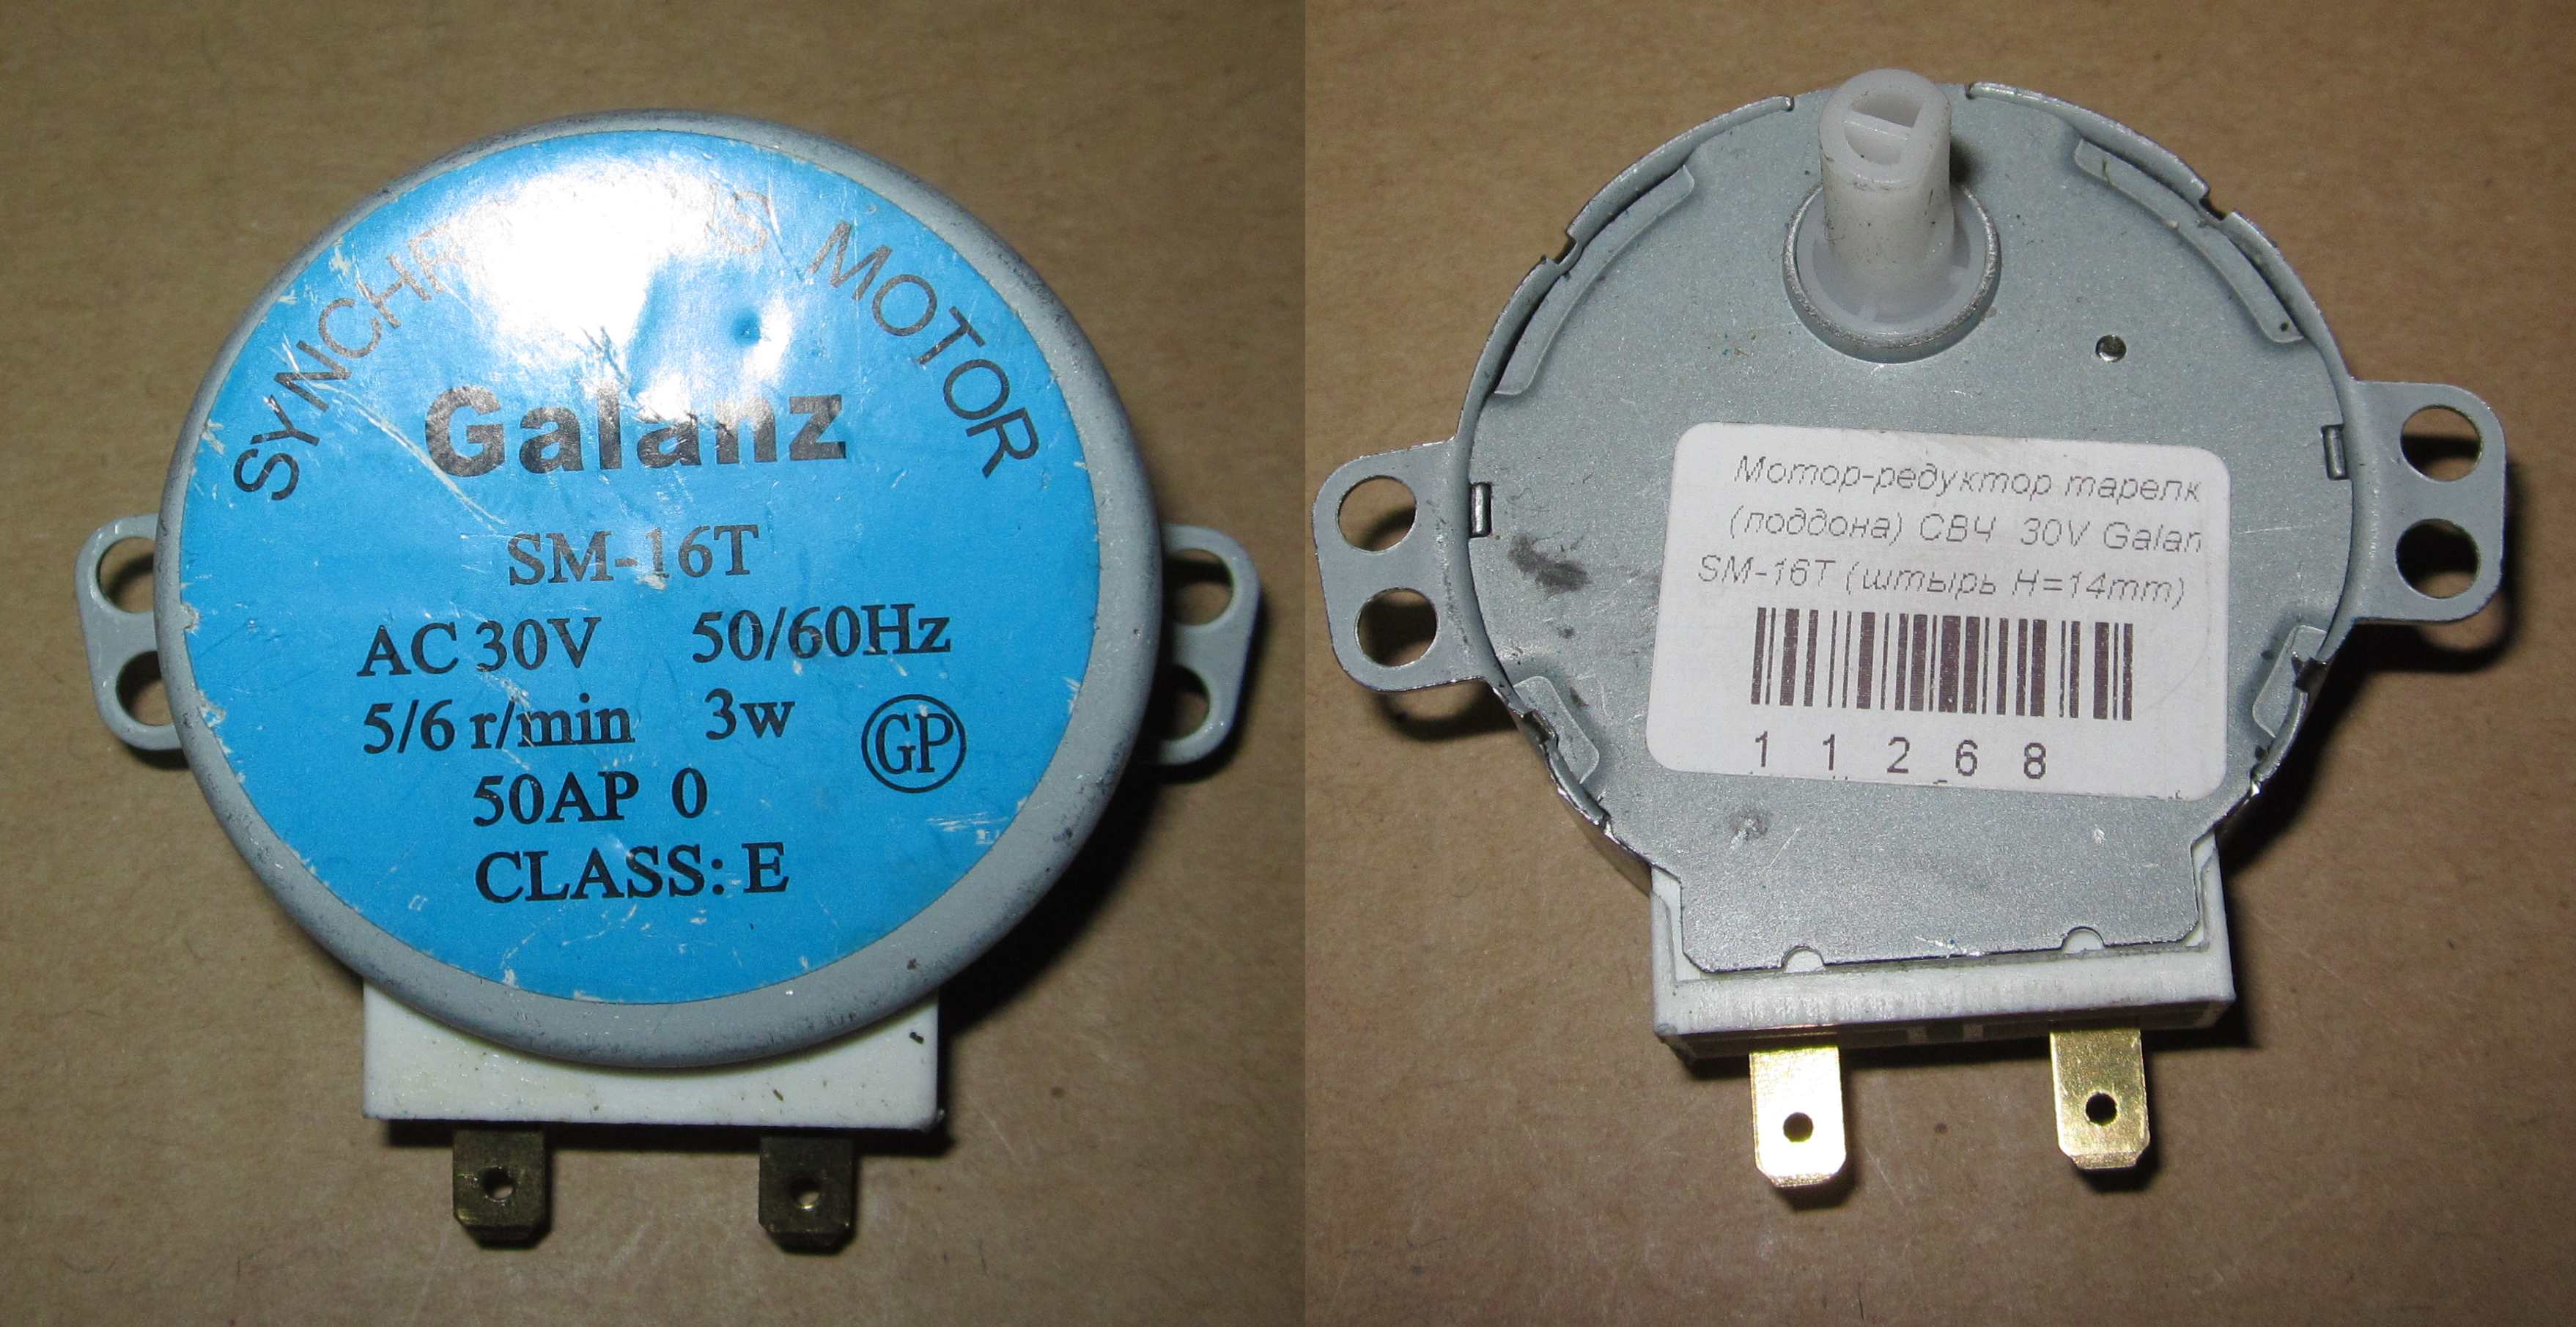 MOTOR
Galanz
SM-16T
AC 30V 50/60Hz
5/6 r/min 3w
GP
50AP 0
CLASS: E
Мотор-редуктор тарелк
(поддона) СВЧ 30V Galan
SM-16T (штырь H=14mm)
1 1 2 6 8